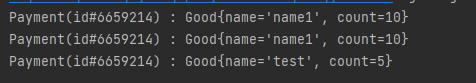 Payment(id#6659214) : Good{name='name1', count=10}
Payment(id#6659214) : Good{name='name1', count=10}
Payment(id#6659214) : Good{name='test', count=5}